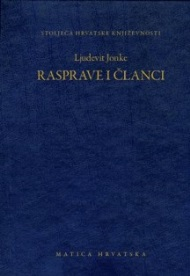 STOLJEĆA HRVATSKE KNJIŽEVNOSTI
Ljudevit Jonke
RASPRAVE I ČLANCI
MATICA HRVATSKA